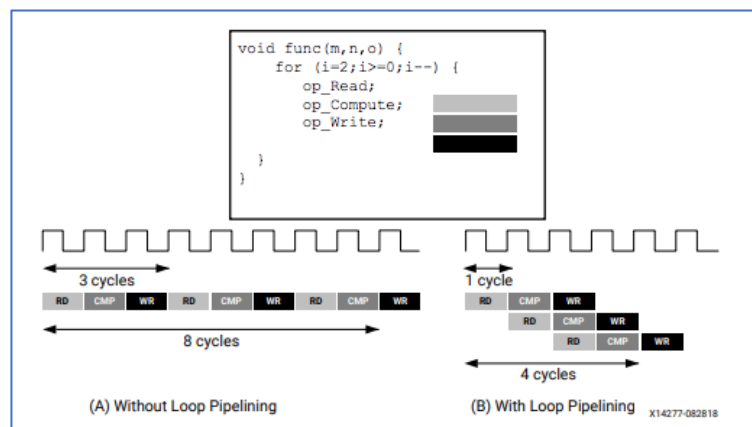 void func(m,n,o) {
for (i=2;i>=0;i--) {
op_Read;
op_Compute;
op_Write;
}
}
3 cycles
RD CMP WR RD CMP WR RD CMP WR
8 cycles
(A) Without Loop Pipelining
1 cycle
RD CMP WR
RD CMP WR
RD CMP WR
4 cycles
(B) With Loop Pipelining
X14277-082818